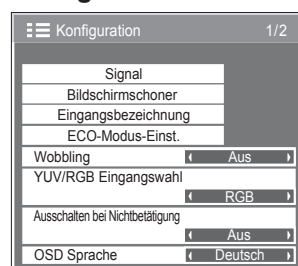 Konfiguration 1/2
Signal
Bildschirmschoner
Eingangsbezeichnung
ECO-Modus-Einst.
Wobbling Aus
YUV/RGB Eingangswahl
RGB
Ausschalten bei Nichtbetätigung
Aus
OSD Sprache Deutsch